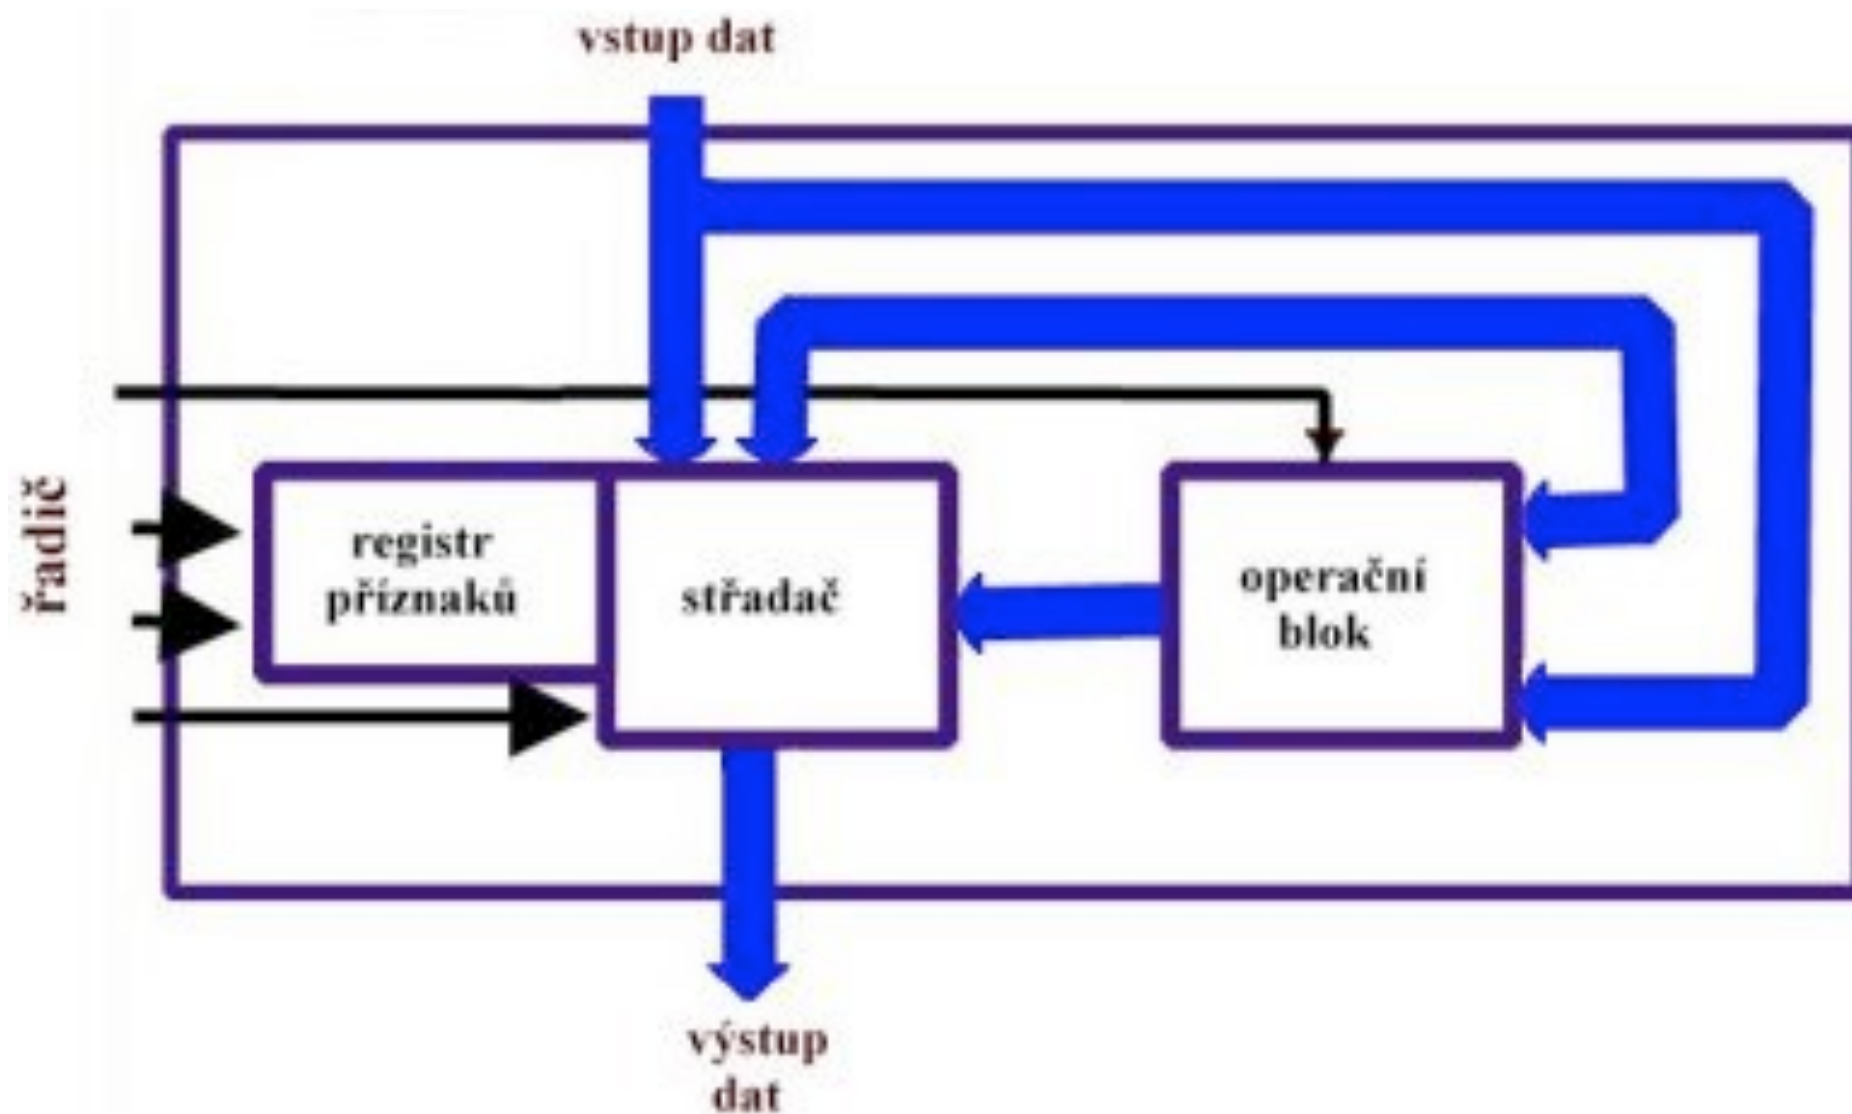 vstup dat
řadič
registr
příznaků
střadač
operační
blok
výstup
dat